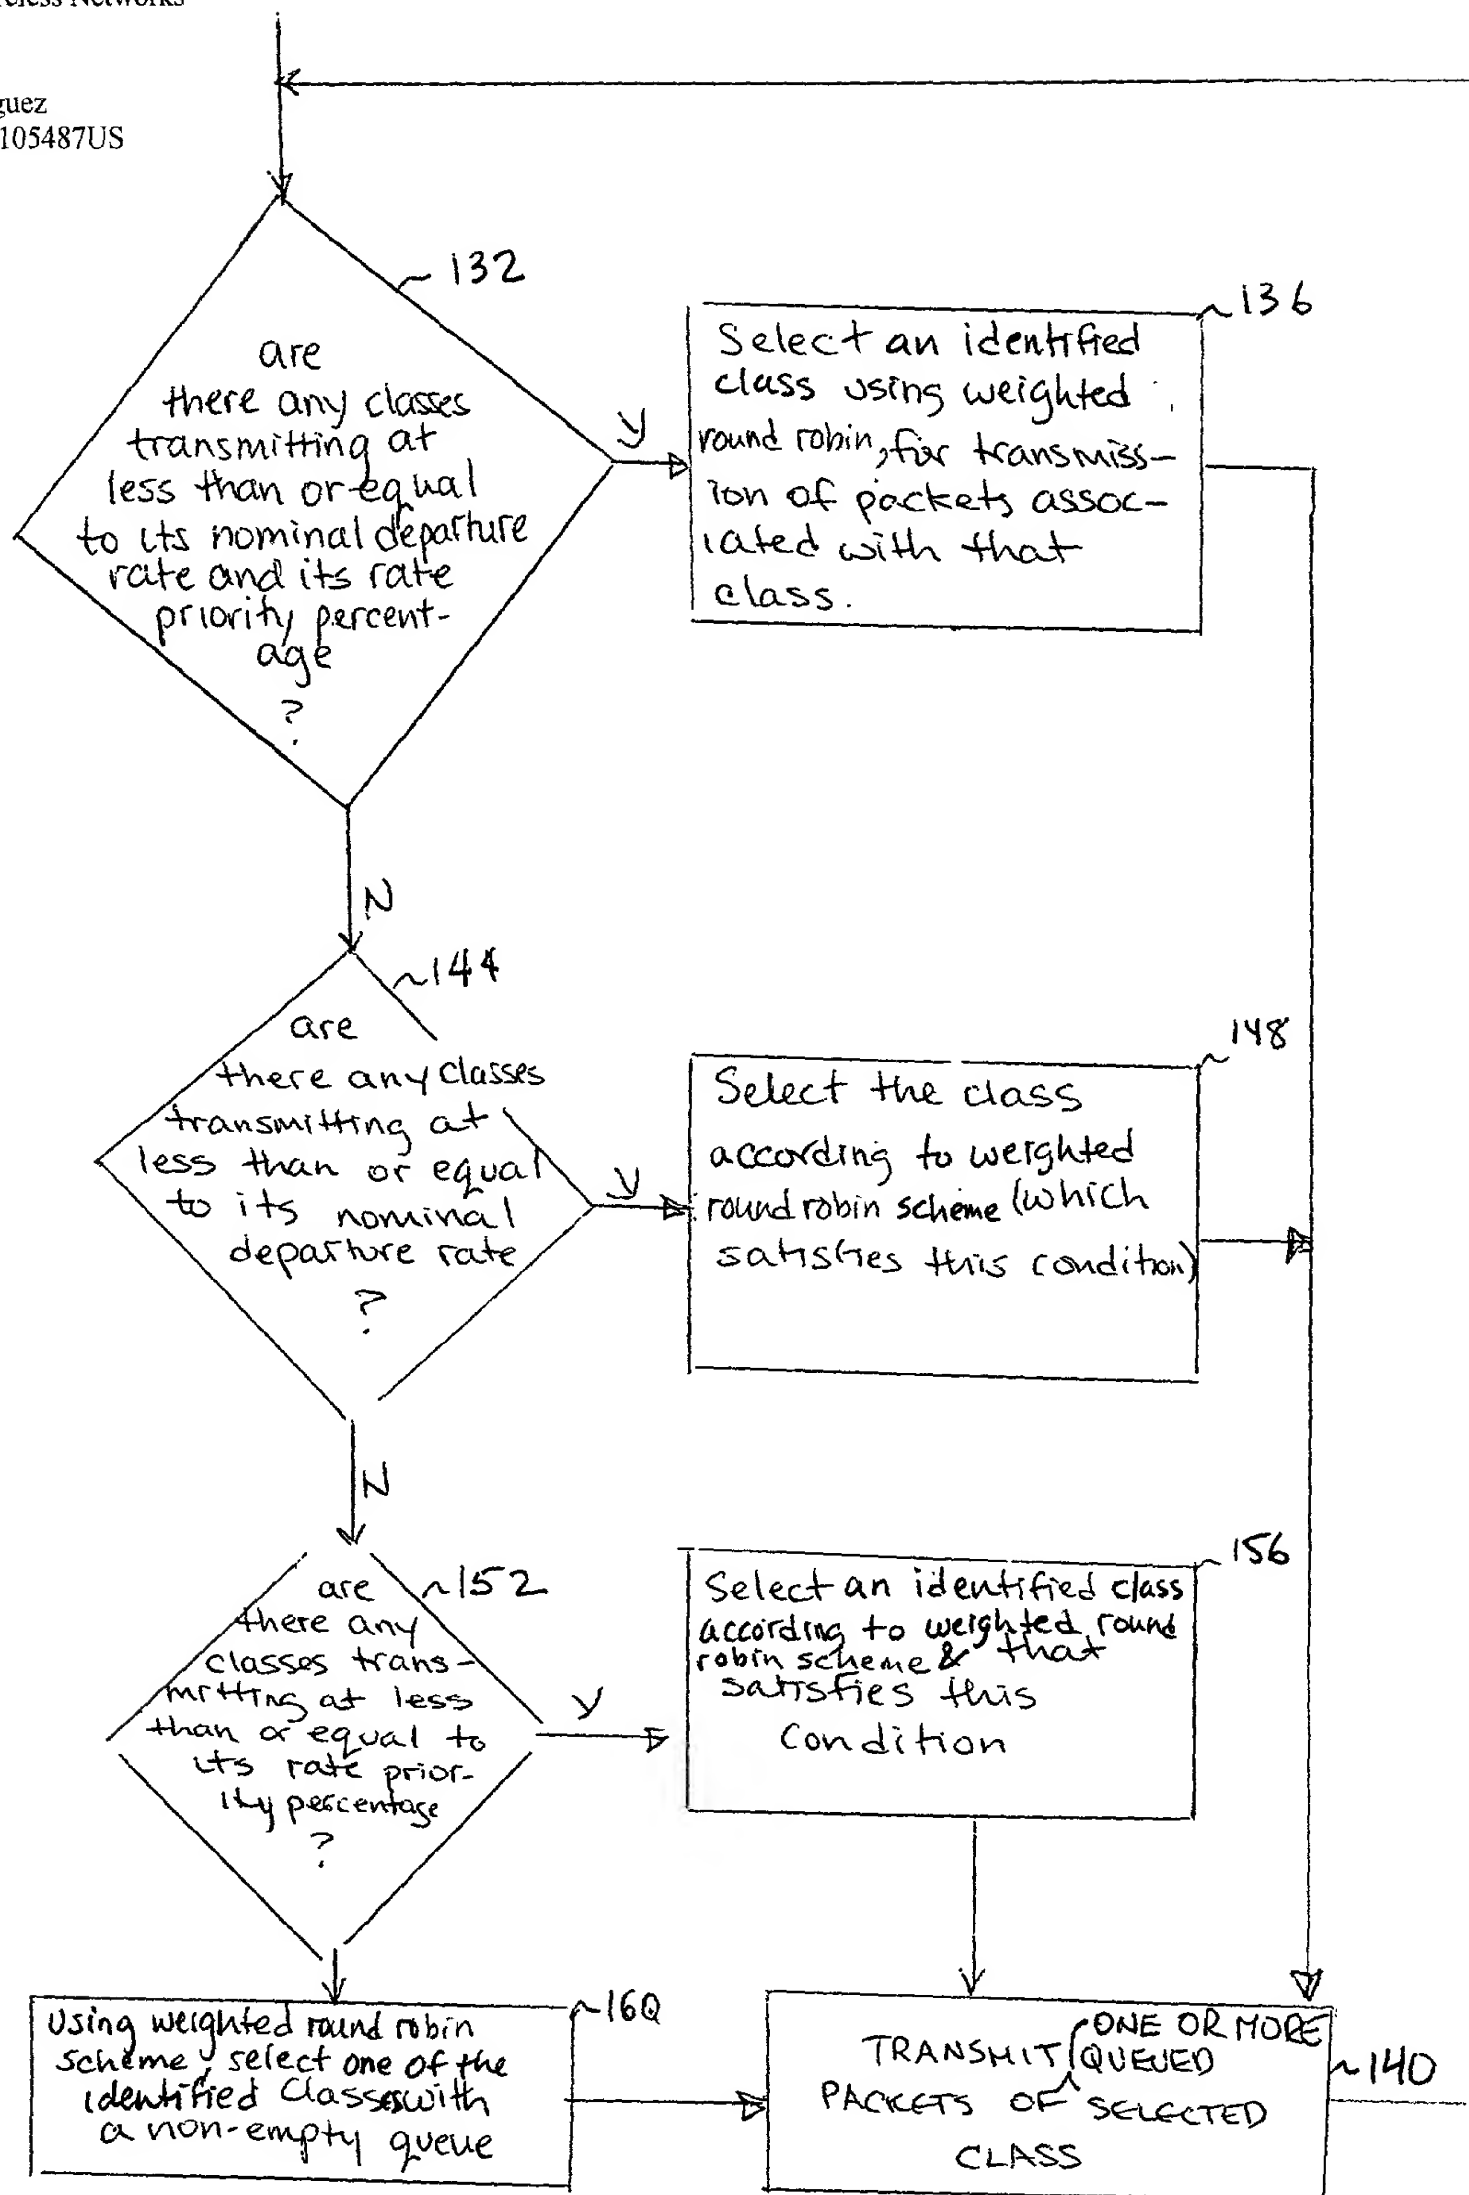 Networks
guez
105487US
132
are
there any classes
transmitting at
less than or equal
to its nominal departure
rate and its rate
priority percent-
age
?
Y
136
Select an identified
class using weighted
round robin, for transmiss-
ion of packets assoc-
iated with that
class.
N
144
are
there any classes
transmitting at
less than or equal
to its nominal
departure rate
?
Y
148
Select the class
according to weighted
round robin scheme (which
satisfies this condition)
N
152
are
there any
classes trans-
mitting at less
than or equal to
its rate prior-
ity percentage
?
Y
156
Select an identified class
according to weighted round
robin scheme & that
satisfies this
Condition
160
Using weighted round robin
scheme, select one of the
identified Classes with
a non-empty queue
140
TRANSMIT ONE OR MORE
QUEUED
PACKETS OF SELECTED
CLASS